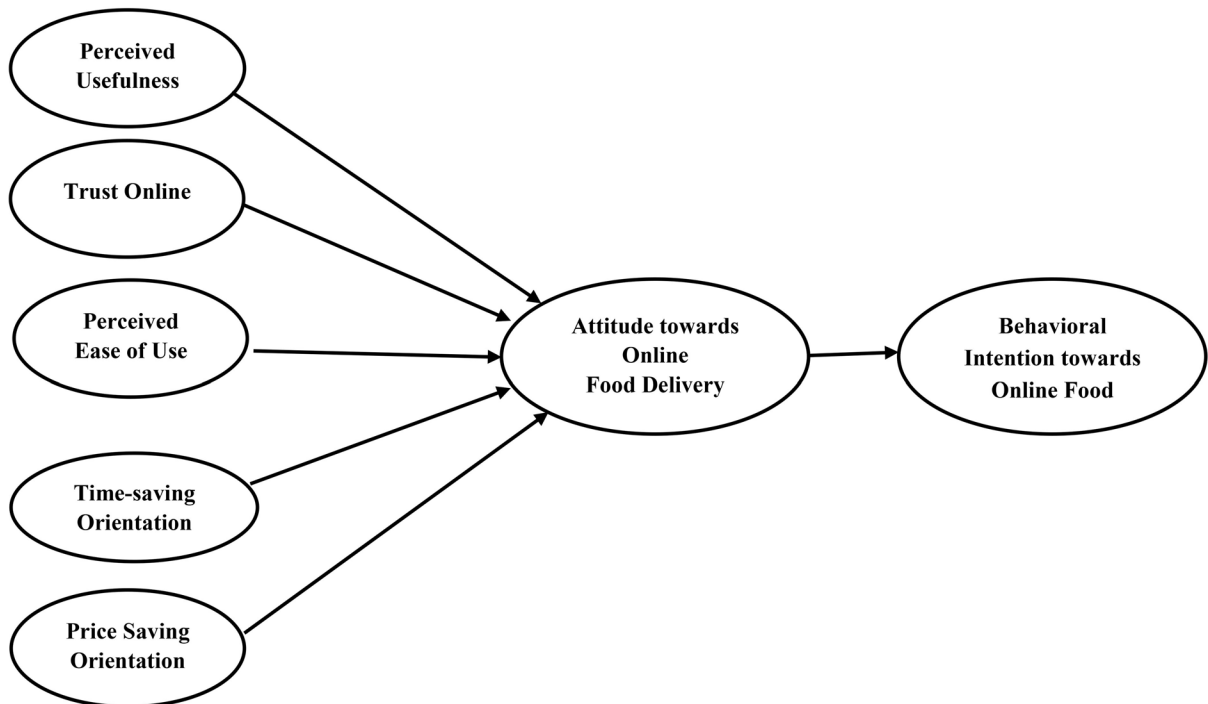 Perceived
Usefulness
Trust Online
Perceived
Ease of Use
Time-saving
Orientation
Price Saving
Orientation
Attitude towards
Online
Food Delivery
Behavioral
Intention towards
Online Food